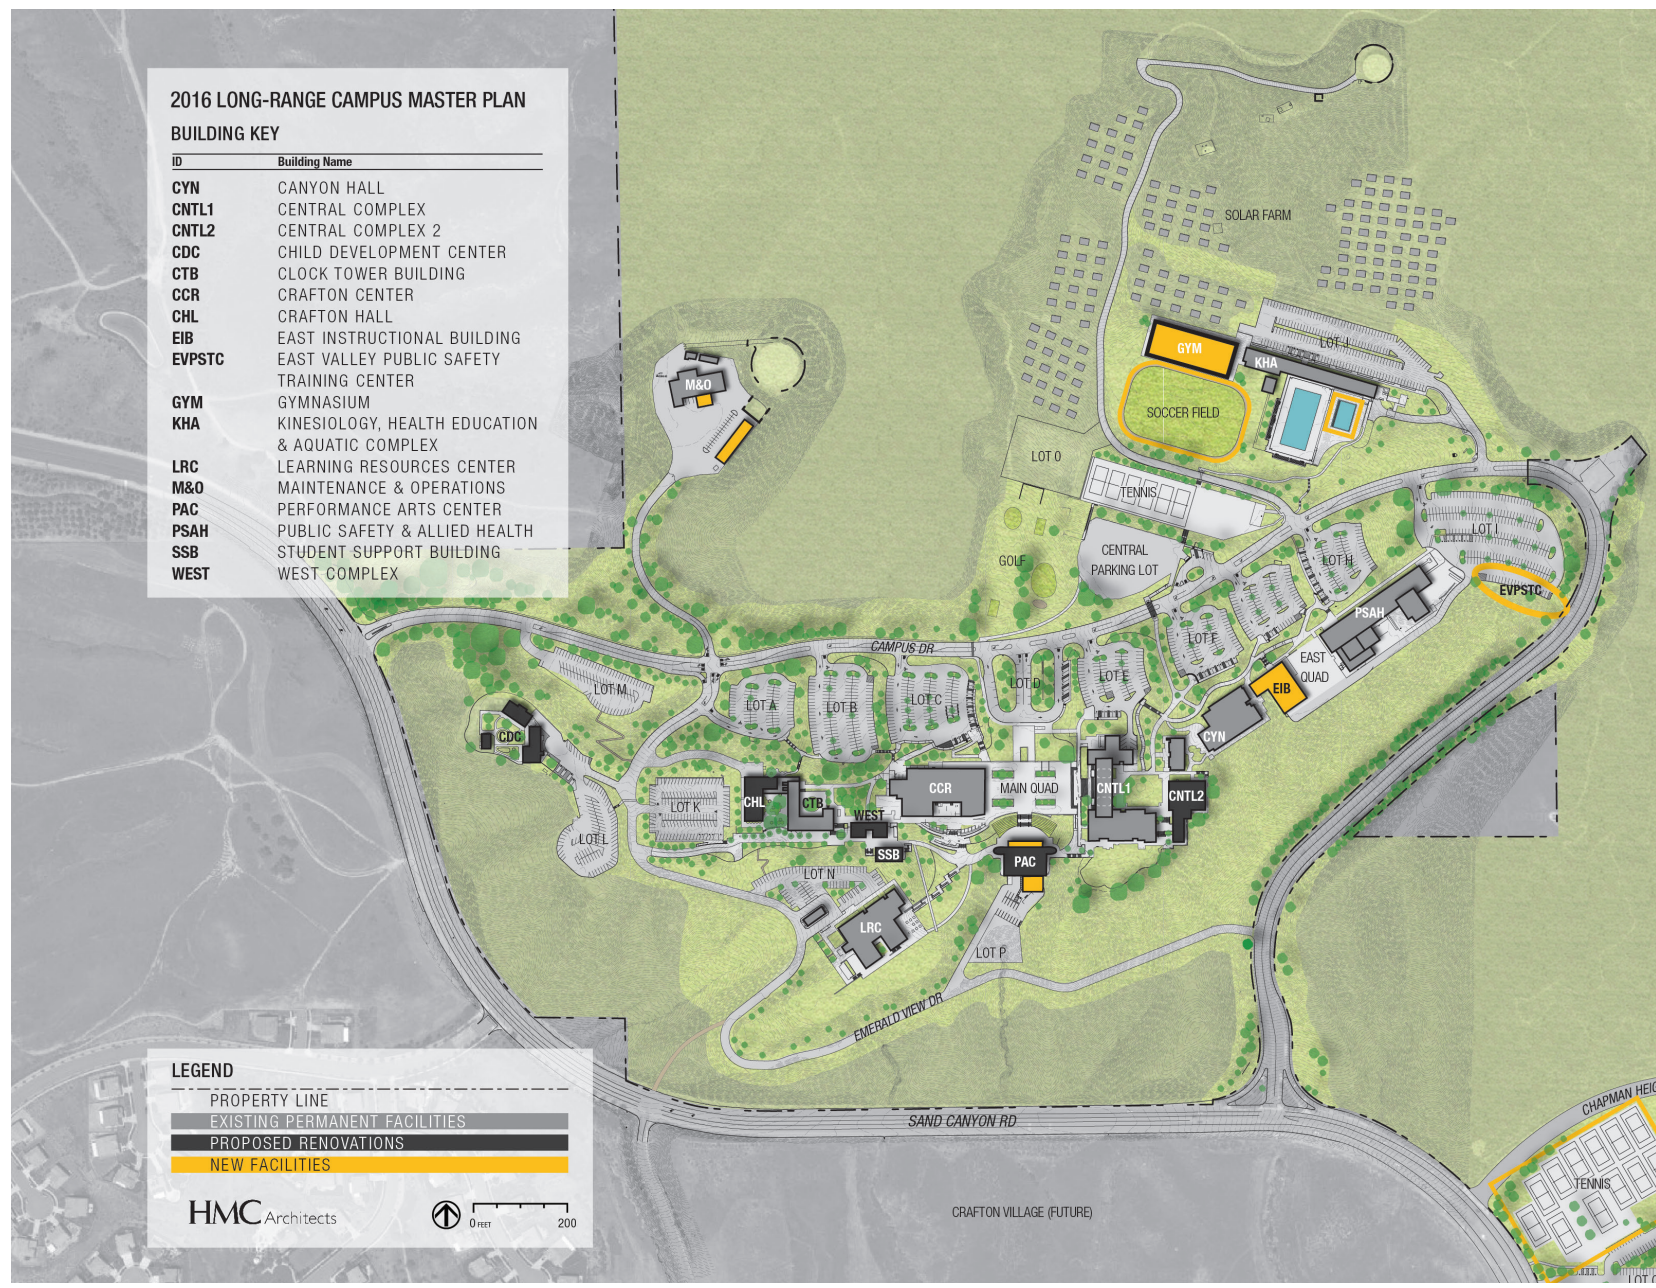 2016 LONG-RANGE CAMPUS MASTER PLAN
BUILDING KEY
ID Building Name
CYN CANYON HALL
CNTL1 CENTRAL COMPLEX
CNTL2 CENTRAL COMPLEX 2
CDC CHILD DEVELOPMENT CENTER
CTB CLOCK TOWER BUILDING
CCR CRAFTON CENTER
CHL CRAFTON HALL
EIB EAST INSTRUCTIONAL BUILDING
EVPSTC EAST VALLEY PUBLIC SAFETY
TRAINING CENTER
GYM GYMNASIUM
KHA KINESIOLOGY, HEALTH EDUCATION
& AQUATIC COMPLEX
LRC LEARNING RESOURCES CENTER
M&O MAINTENANCE & OPERATIONS
PAC PERFORMANCE ARTS CENTER
PSAH PUBLIC SAFETY & ALLIED HEALTH
SSB STUDENT SUPPORT BUILDING
WEST WEST COMPLEX
SOLAR FARM
LOT J
GYM
KHA
M&O
SOCCER FIELD
LOT O
TENNIS
LOT I
CENTRAL
PARKING LOT
GOLF
LOT H
EVPSTC
PSAH
LOT F
CAMPUS DR
EAST
QUAD
LOT M
LOT A
LOT B
LOT C
LOT D
LOT E
EIB
CDC
CYN
CCR
MAIN QUAD
CNTL1
CNTL2
LOT K
CHL
CTB
WEST
LOT L
SSB
PAC
LOT N
LRC
LOT P
EMERALD VIEW DR
SAND CANYON RD
CHAPMAN HEIG
TENNIS
CRAFTON VILLAGE (FUTURE)
LEGEND
PROPERTY LINE
EXISTING PERMANENT FACILITIES
PROPOSED RENOVATIONS
NEW FACILITIES
HMC Architects
0 FEET 200